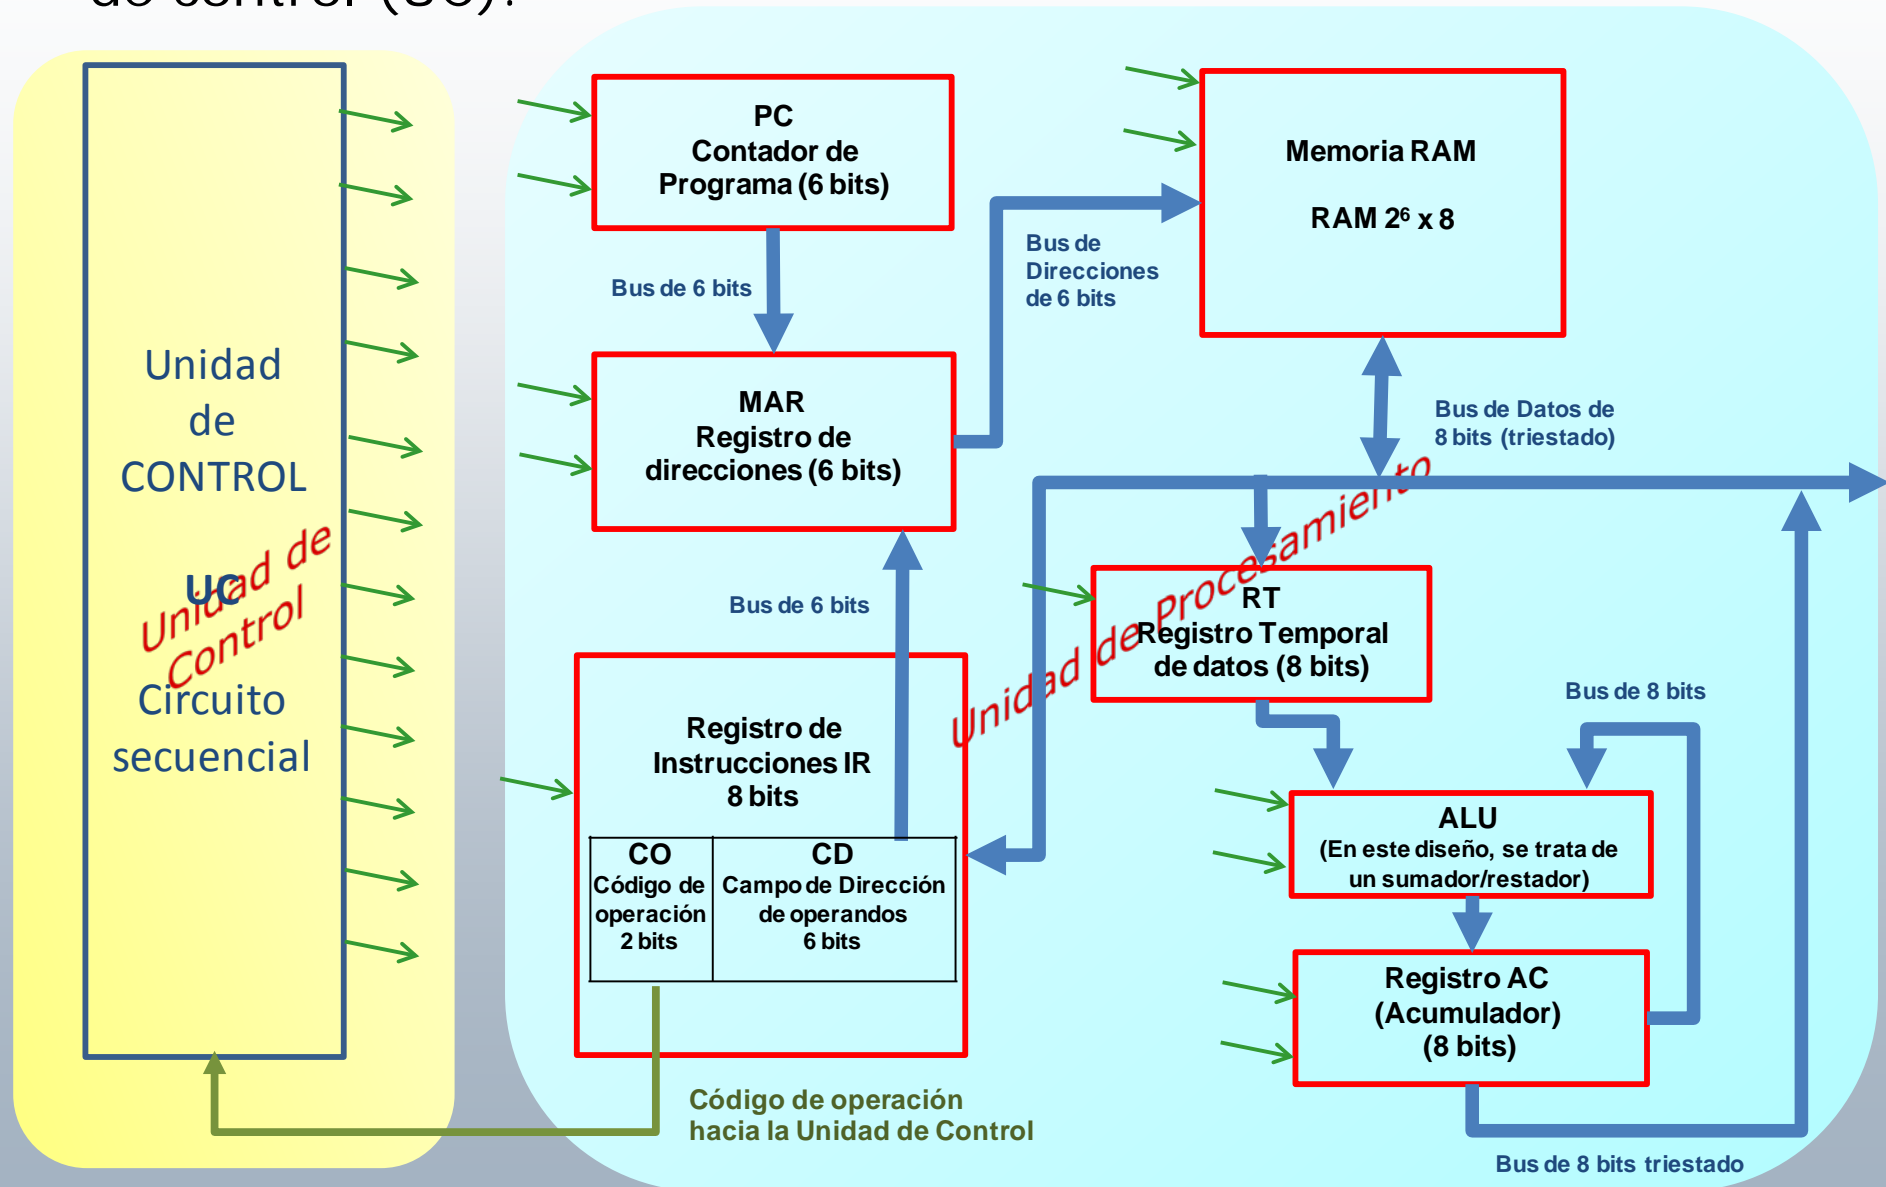 de control (UC).
PC
Contador de
Programa (6 bits)
Memoria RAM
RAM 2⁶ x 8
Bus de 6 bits
Bus de
Direcciones
de 6 bits
Unidad
de
CONTROL
UC
Circuito
secuencial
Unidad de
Control
MAR
Registro de
direcciones (6 bits)
Bus de Datos de
8 bits (triestado)
Unidad de Procesamiento
Bus de 6 bits
RT
Registro Temporal
de datos (8 bits)
Bus de 8 bits
Registro de
Instrucciones IR
8 bits
CO
Código de
operación
2 bits
CD
Campo de Dirección
de operandos
6 bits
ALU
(En este diseño, se trata de
un sumador/restador)
Registro AC
(Acumulador)
(8 bits)
Código de operación
hacia la Unidad de Control
Bus de 8 bits triestado